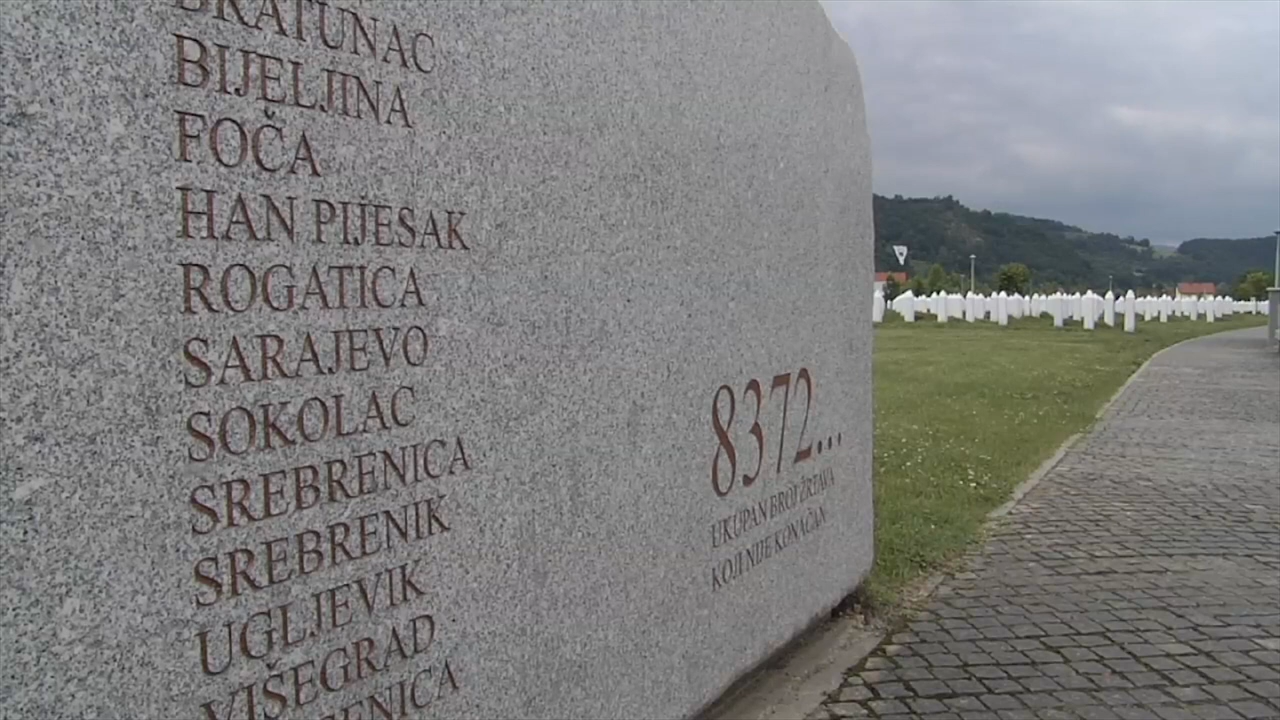 BRATUNAC
BIJELJINA
FOČA
HAN PIJESAK
ROGATICA
SARAJEVO
SOKOLAC
SREBRENICA
SREBRENIK
UGLJEVIK
VIŠEGRAD
8372...
UKUPAN BROJ ŽRTAVA
KOJI NIJE KONAČAN